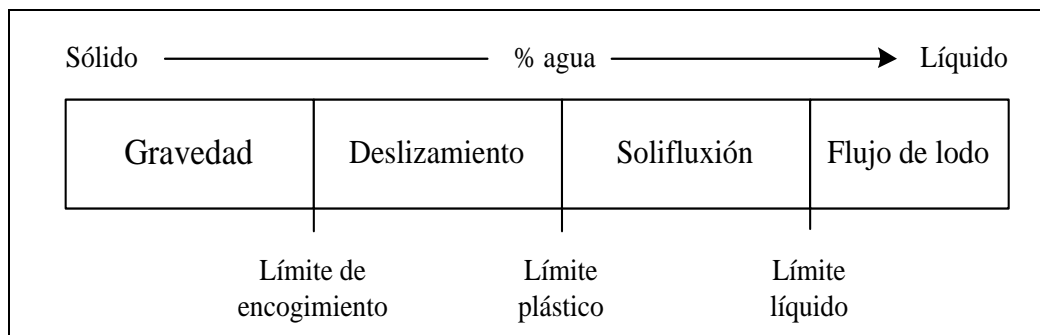 Sólido % agua Líquido
Gravedad Deslizamiento Solifluxión Flujo de lodo
Límite de Límite Límite
encogimiento plástico líquido